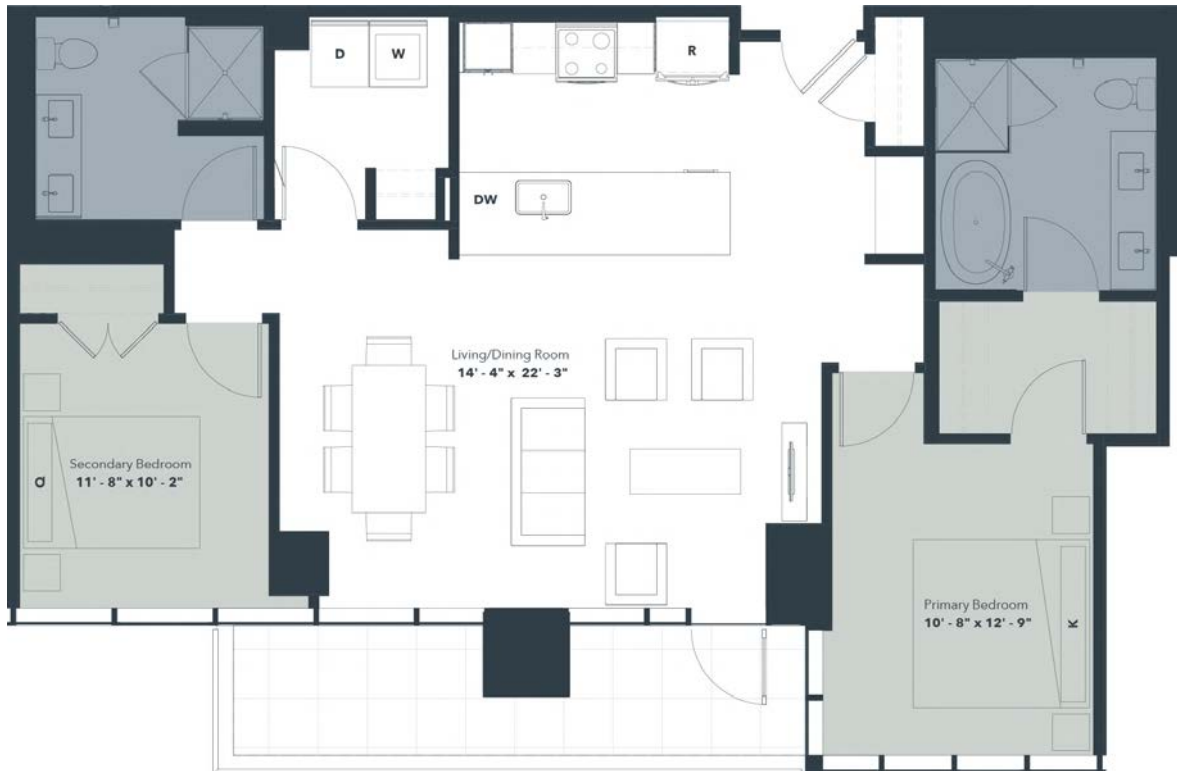 D
W
R
DW
Living/Dining Room
14' - 4" x 22' - 3"
Secondary Bedroom
11' - 8" x 10' - 2"
Q
Primary Bedroom
10' - 8" x 12' - 9"
K